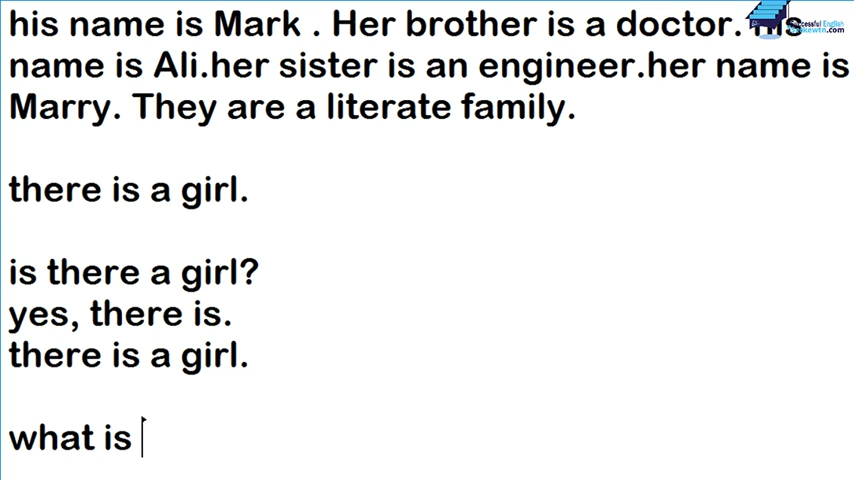 his name is Mark . Her brother is a doctor. His
name is Ali.her sister is an engineer.her name is
Marry. They are a literate family.
there is a girl.
is there a girl?
yes, there is.
there is a girl.
what is